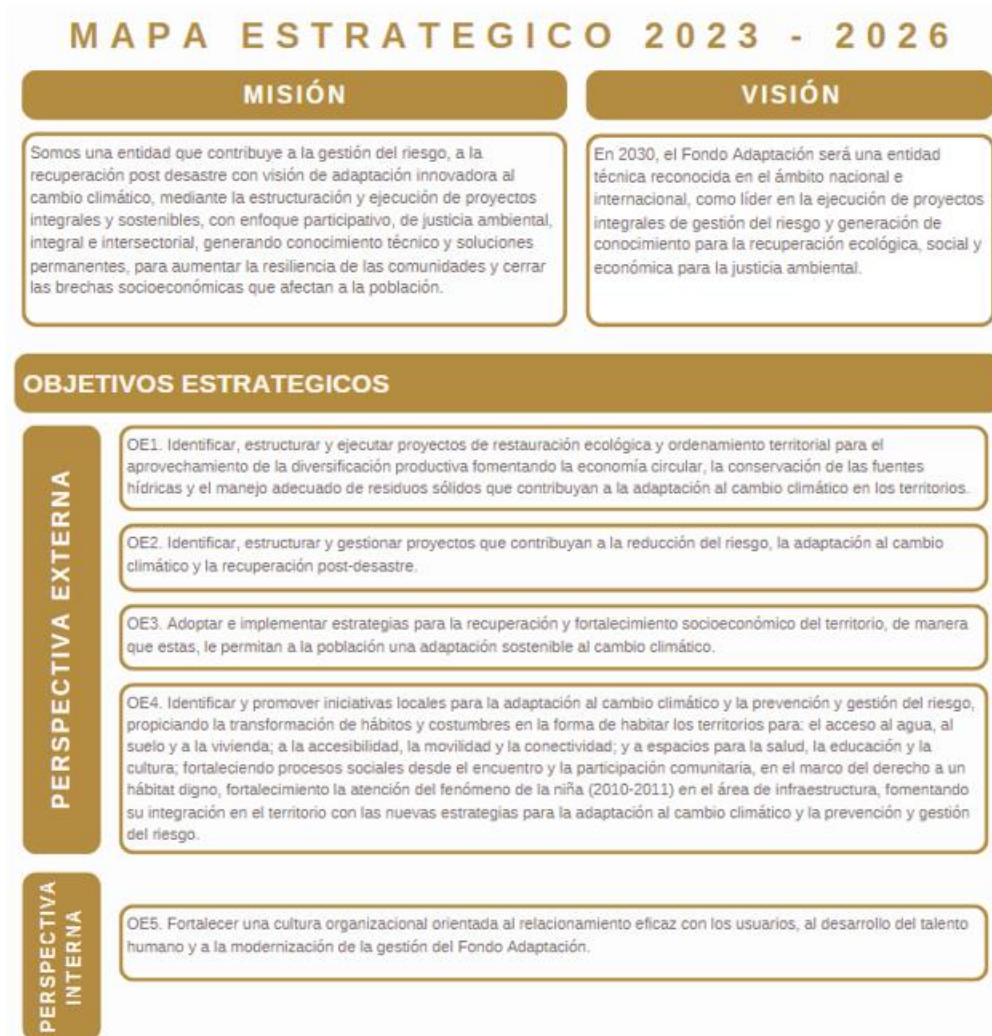 MAPA ESTRATEGICO 2023 - 2026
MISIÓN
Somos una entidad que contribuye a la gestión del riesgo, a la
recuperación post desastre con visión de adaptación innovadora al
cambio climático, mediante la estructuración y ejecución de proyectos
integrales y sostenibles, con enfoque participativo, de justicia ambiental,
integral e intersectorial, generando conocimiento técnico y soluciones
permanentes, para aumentar la resiliencia de las comunidades y cerrar
las brechas socioeconómicas que afectan a la población.
VISIÓN
En 2030, el Fondo Adaptación será una entidad
técnica reconocida en el ámbito nacional e
internacional, como líder en la ejecución de proyectos
integrales de gestión del riesgo y generación de
conocimiento para la recuperación ecológica, social y
económica para la justicia ambiental.
OBJETIVOS ESTRATEGICOS
PERSPECTIVA EXTERNA
OE1. Identificar, estructurar y ejecutar proyectos de restauración ecológica y ordenamiento territorial para el
aprovechamiento de la diversificación productiva fomentando la economía circular, la conservación de las fuentes
hídricas y el manejo adecuado de residuos sólidos que contribuyan a la adaptación al cambio climático en los territorios.
OE2. Identificar, estructurar y gestionar proyectos que contribuyan a la reducción del riesgo, la adaptación al cambio
climático y la recuperación post-desastre.
OE3. Adoptar e implementar estrategias para la recuperación y fortalecimiento socioeconómico del territorio, de manera
que estas, le permitan a la población una adaptación sostenible al cambio climático.
OE4. Identificar y promover iniciativas locales para la adaptación al cambio climático y la prevención y gestión del riesgo,
propiciando la transformación de hábitos y costumbres en la forma de habitar los territorios para: el acceso al agua, al
suelo y a la vivienda; a la accesibilidad, la movilidad y la conectividad; y a espacios para la salud, la educación y la
cultura; fortaleciendo procesos sociales desde el encuentro y la participación comunitaria, en el marco del derecho a un
hábitat digno, fortalecimiento la atención del fenómeno de la niña (2010-2011) en el área de infraestructura, fomentando
su integración en el territorio con las nuevas estrategias para la adaptación al cambio climático y la prevención y gestión
del riesgo.
PERSPECTIVA
INTERNA
OE5. Fortalecer una cultura organizacional orientada al relacionamiento eficaz con los usuarios, al desarrollo del talento
humano y a la modernización de la gestión del Fondo Adaptación.